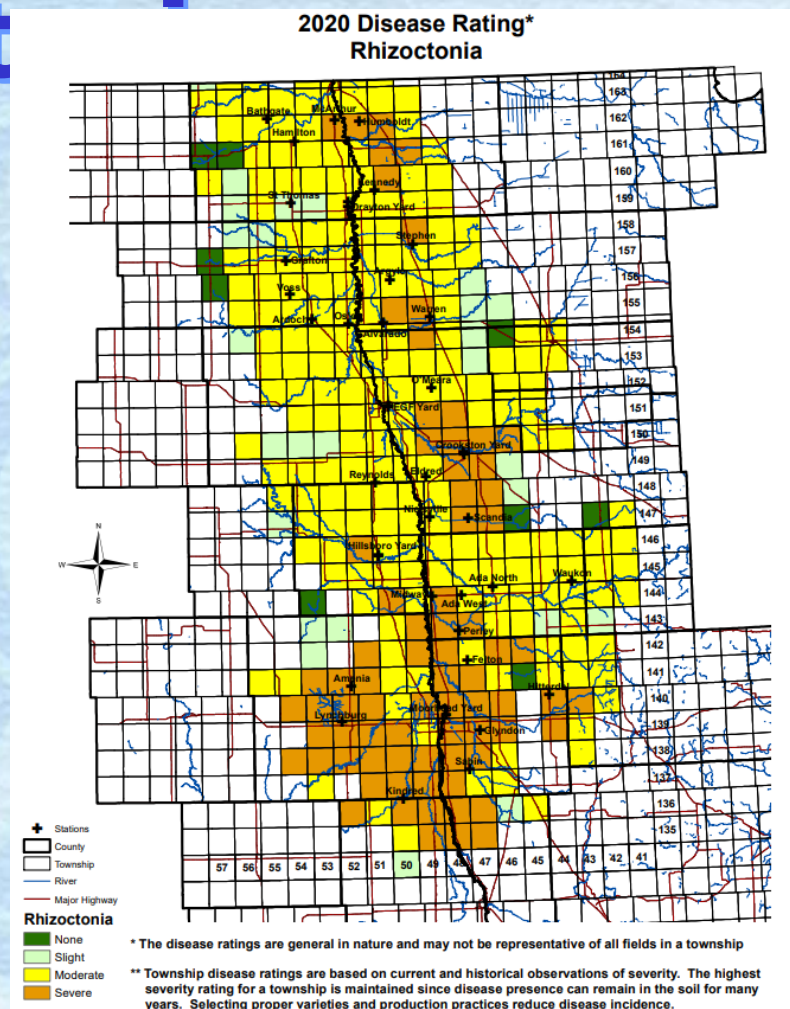 2020 Disease Rating*
Rhizoctonia
164
163
Bathgate
McArthur
Humboldt
162
Hamilton
161
160
Kennedy
St Thomas
159
Drayton Yard
158
Stephen
157
Grafton
156
Argyle
Voss
155
Warren
Ardoch
Alvarado
154
153
O'Meara
152
EGF Yard
151
150
Crookston Yard
149
Reynolds
Eldred
148
147
Scandia
146
Hillsboro Yard
145
Ada North
Waukon
144
Midway
Ada West
143
Perley
142
Felton
141
Amenia
Hitterdal
140
Moorhead Yard
Lynchburg
139
Glyndon
138
Sabin
137
Kindred
136
135
N
W E
S
57 56 55 54 53 52 51 50 49 48 47 46 45 44 43 42 41
Stations
County
Township
River
Major Highway
Rhizoctonia
None
Slight
Moderate
Severe
* The disease ratings are general in nature and may not be representative of all fields in a township
** Township disease ratings are based on current and historical observations of severity. The highest
severity rating for a township is maintained since disease presence can remain in the soil for many
years. Selecting proper varieties and production practices reduce disease incidence.